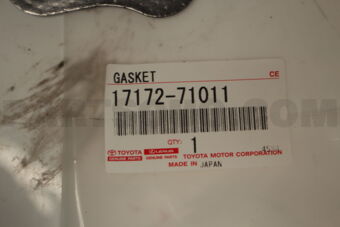 GASKET
CE
17172-71011
QTY: 1
TOYOTA LEXUS
GENUINE PARTS GENUINE PARTS TOYOTA MOTOR CORPORATION
MADE IN JAPAN